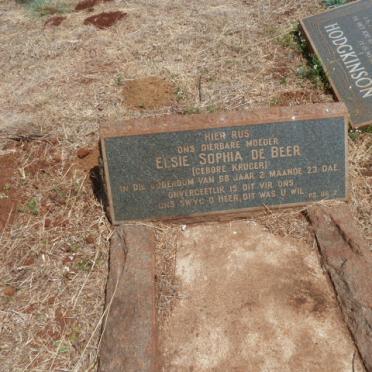 HIER RUS
ONS DIERBARE MOEDER
ELSIE SOPHIA DE BEER
(GEBORE KRUGER)
IN DIE OUDERDOM VAN 68 JAAR 2 MAANDE 23 DAE
ONVERGEETLIK IS DIT VIR ONS
ONS SWYG O HEER, DIT WAS U WIL PS.
HODGKINSON